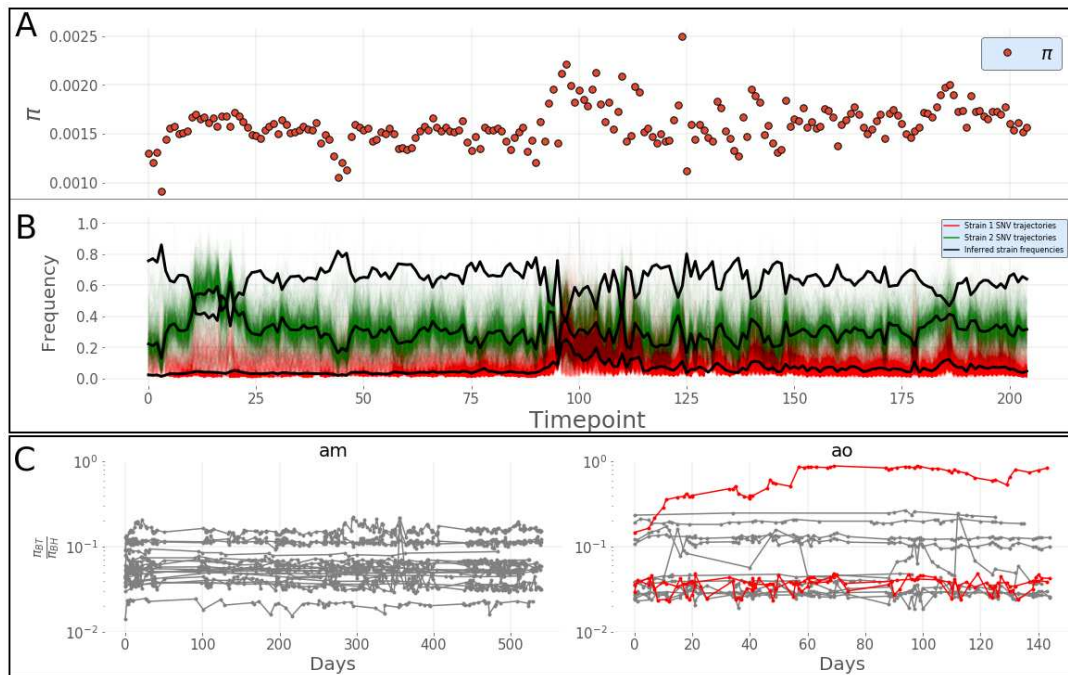 A
0.0025
0.0020
0.0015
0.0010
π
π
B
1.0
0.8
0.6
0.4
0.2
0.0
Frequency
Strain 1 SNV trajectories
Strain 2 SNV trajectories
Inferred strain frequencies
0 25 50 75 100 125 150 175 200
Timepoint
C
am
ao
10⁰
10⁻¹
10⁻²
πBT
πBH
0 100 200 300 400 500
Days
10⁰
10⁻¹
10⁻²
0 20 40 60 80 100 120 140
Days